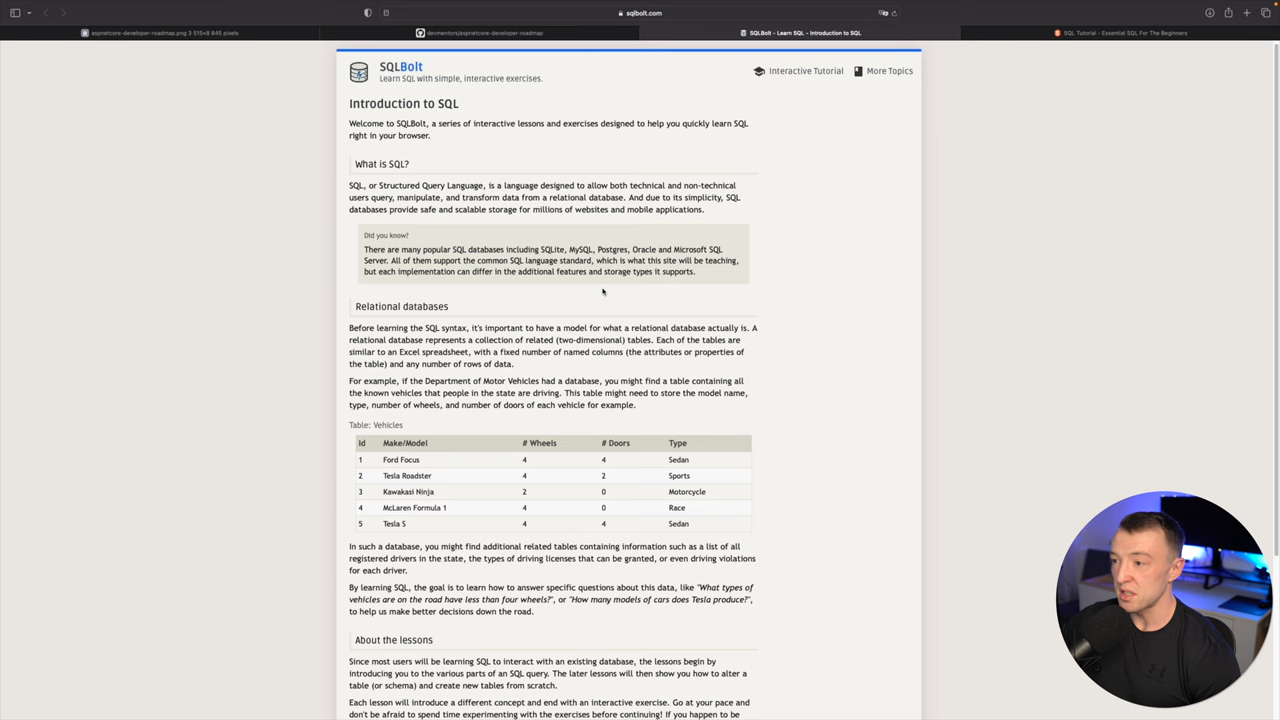 sqlbolt.com
aspnetcore-developer-roadmap.png 3 515×8 845 pixels
devmentors/aspnetcore-developer-roadmap
SQLBolt - Learn SQL - Introduction to SQL
SQL Tutorial - Essential SQL For The Beginners
SQLBolt
Learn SQL with simple, interactive exercises.
Interactive Tutorial
More Topics
Introduction to SQL
Welcome to SQLBolt, a series of interactive lessons and exercises designed to help you quickly learn SQL
right in your browser.
What is SQL?
SQL, or Structured Query Language, is a language designed to allow both technical and non-technical
users query, manipulate, and transform data from a relational database. And due to its simplicity, SQL
databases provide safe and scalable storage for millions of websites and mobile applications.
Did you know?
There are many popular SQL databases including SQLite, MySQL, Postgres, Oracle and Microsoft SQL
Server. All of them support the common SQL language standard, which is what this site will be teaching,
but each implementation can differ in the additional features and storage types it supports.
Relational databases
Before learning the SQL syntax, it's important to have a model for what a relational database actually is. A
relational database represents a collection of related (two-dimensional) tables. Each of the tables are
similar to an Excel spreadsheet, with a fixed number of named columns (the attributes or properties of
the table) and any number of rows of data.
For example, if the Department of Motor Vehicles had a database, you might find a table containing all
the known vehicles that people in the state are driving. This table might need to store the model name,
type, number of wheels, and number of doors of each vehicle for example.
Table: Vehicles
Id Make/Model # Wheels # Doors Type
1 Ford Focus 4 4 Sedan
2 Tesla Roadster 4 2 Sports
3 Kawakasi Ninja 2 0 Motorcycle
4 McLaren Formula 1 4 0 Race
5 Tesla S 4 4 Sedan
In such a database, you might find additional related tables containing information such as a list of all
registered drivers in the state, the types of driving licenses that can be granted, or even driving violations
for each driver.
By learning SQL, the goal is to learn how to answer specific questions about this data, like "What types of
vehicles are on the road have less than four wheels?", or "How many models of cars does Tesla produce?",
to help us make better decisions down the road.
About the lessons
Since most users will be learning SQL to interact with an existing database, the lessons begin by
introducing you to the various parts of an SQL query. The later lessons will then show you how to alter a
table (or schema) and create new tables from scratch.
Each lesson will introduce a different concept and end with an interactive exercise. Go at your pace and
don't be afraid to spend time experimenting with the exercises before continuing! If you happen to be